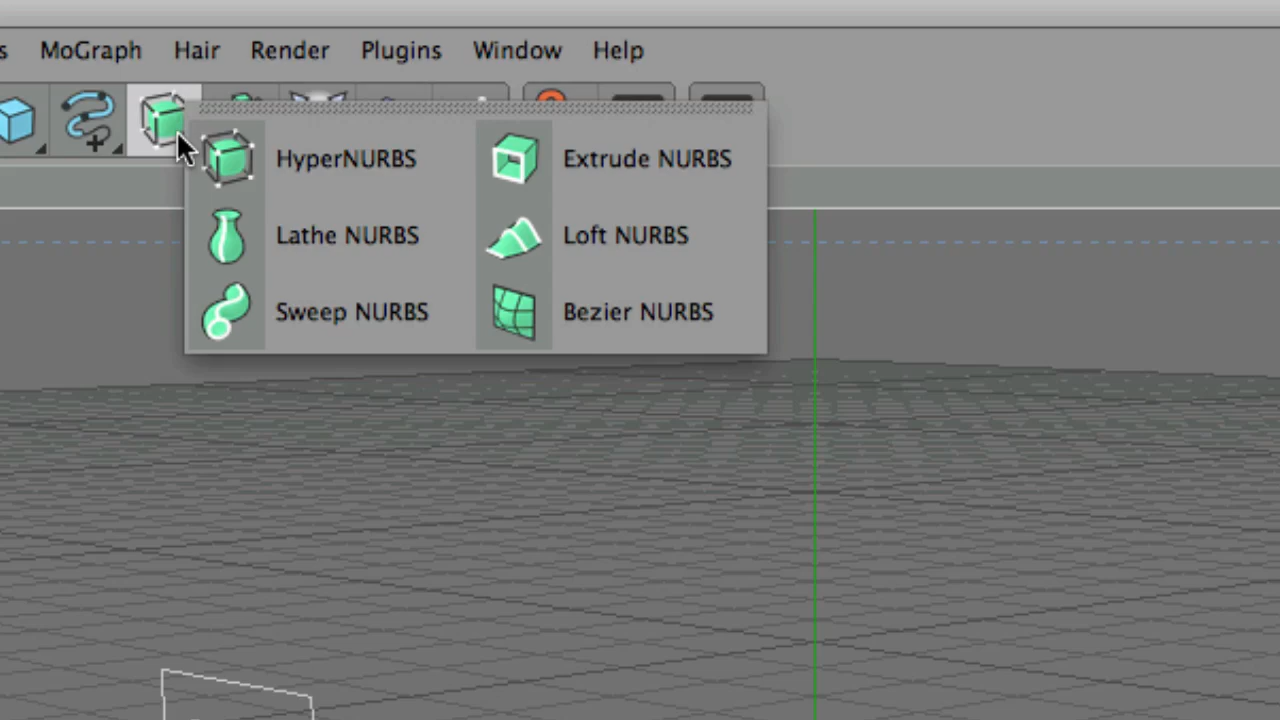 s MoGraph Hair Render Plugins Window Help
HyperNURBS Extrude NURBS
Lathe NURBS Loft NURBS
Sweep NURBS Bezier NURBS